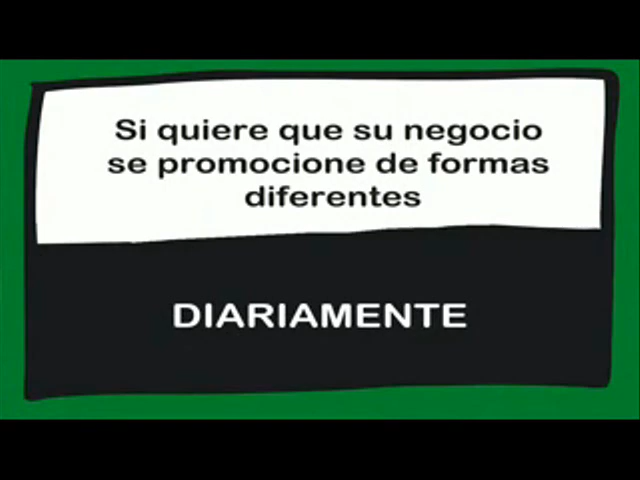 Si quiere que su negocio
se promocione de formas
diferentes
DIARIAMENTE